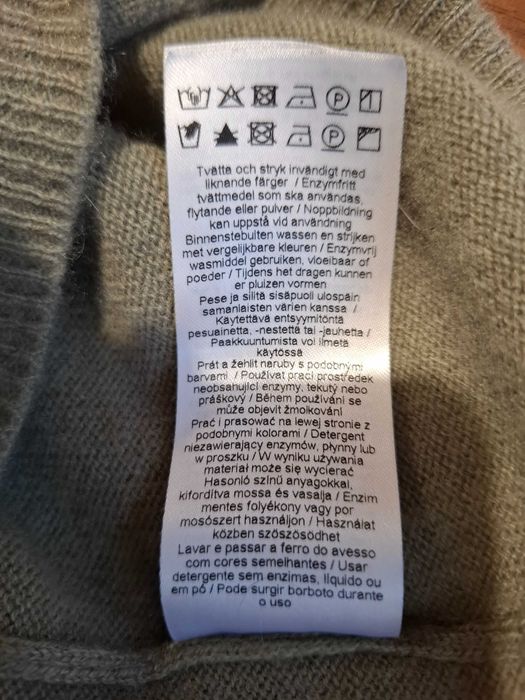 P
P
Tvätta och stryk invändigt med
liknande färger / Enzymfritt
tvättmedel som ska användas,
flytande eller pulver / Noppbildning
kan uppstå vid användning
Binnenstebuiten wassen en strijken
met vergelijkbare kleuren / Enzymvrij
wasmiddel gebruiken, vloeibaar of
poeder / Tijdens het dragen kunnen
er pluizen vormen
Pese ja silitä sisäpuoli ulospäin
samanlaisten värien kanssa /
Käytettävä entsyymitöntä
pesuainetta, -nestettä tai -jauhetta /
Paakkuuntumista voi ilmetä
käytössä
Prát a žehlit naruby s podobnými
barvami / Používat prací prostředek
neobsahující enzymy, tekutý nebo
práškový / Během používání se
může objevit žmolkování
Prać i prasować na lewej stronie z
podobnymi kolorami / Detergent
niezawierający enzymów, płynny lub
w proszku / W wyniku używania
materiał może się wycierać
Hasonló színű anyagokkal,
kifordítva mossa és vasalja / Enzim
mentes folyékony vagy por
mosószert használjon / Használat
közben szöszösödhet
Lavar e passar a ferro do avesso
com cores semelhantes / Usar
detergente sem enzimas, líquido ou
em pó / Pode surgir borboto durante
o uso